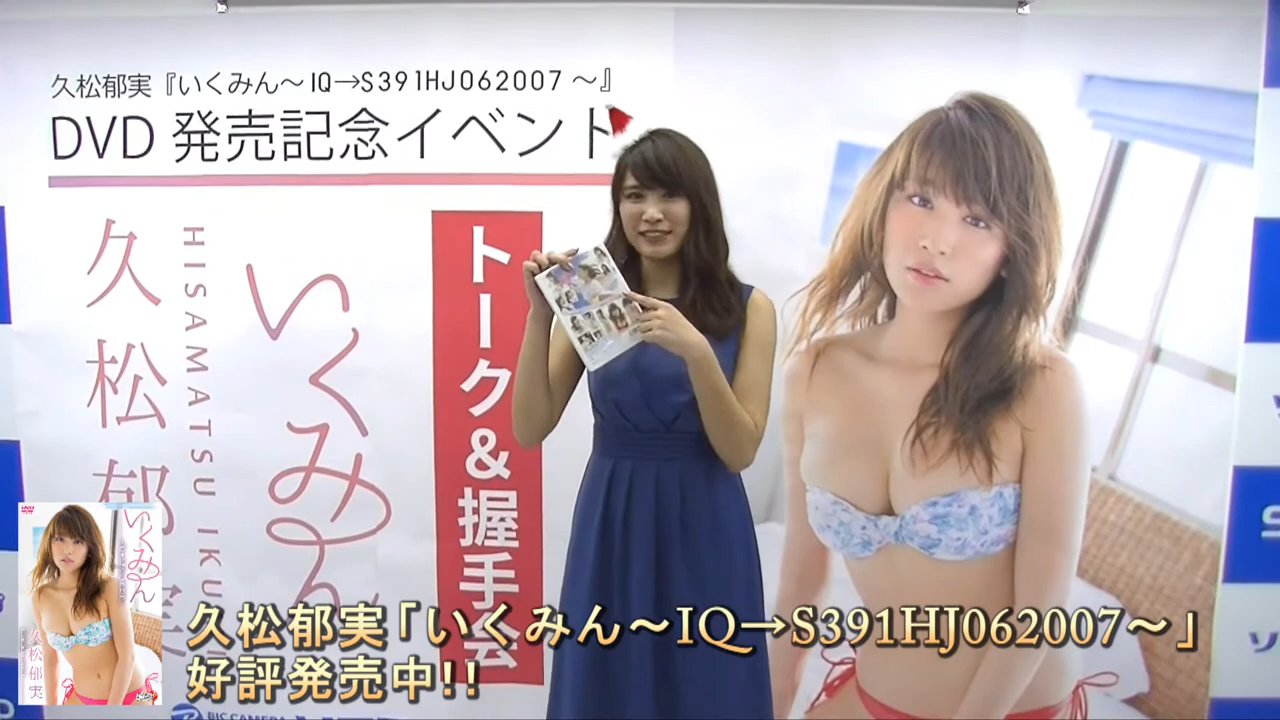 久松郁実『いくみん～IQ→S391HJ062007～』
DVD 発売記念イベント
久松郁
HISAMATSU IKU
いくみん
トーク&握手会
いくみん
久松郁実
久松郁実「いくみん～IQ→S391HJ062007～」
好評発売中!!
BIC CAMERA
ソ